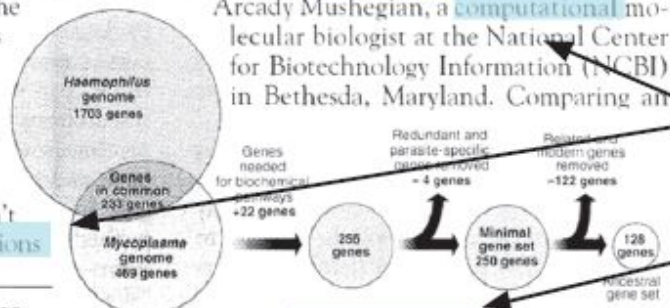 he
Arcady Mushegian, a computational mo-
lecular biologist at the National Center
for Biotechnology Information (NCBI)
in Bethesda, Maryland. Comparing an
Haemophilus
genome
1703 genes
Genes
in common
233 genes
Mycoplasma
genome
469 genes
Genes
needed
for biochemical
pathways
+22 genes
255
genes
Redundant and
parasite-specific
genes removed
- 4 genes
Minimal
gene set
250 genes
Related and
modern genes
removed
-122 genes
128
genes
Ancestral
gene set
't
ions